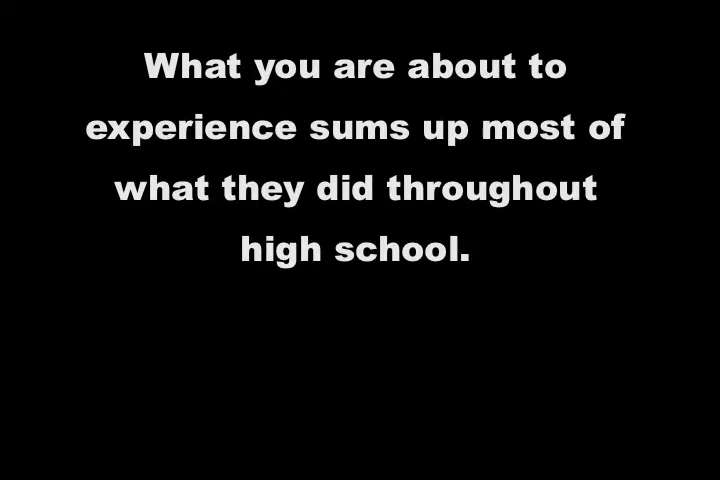 What you are about to
experience sums up most of
what they did throughout
high school.